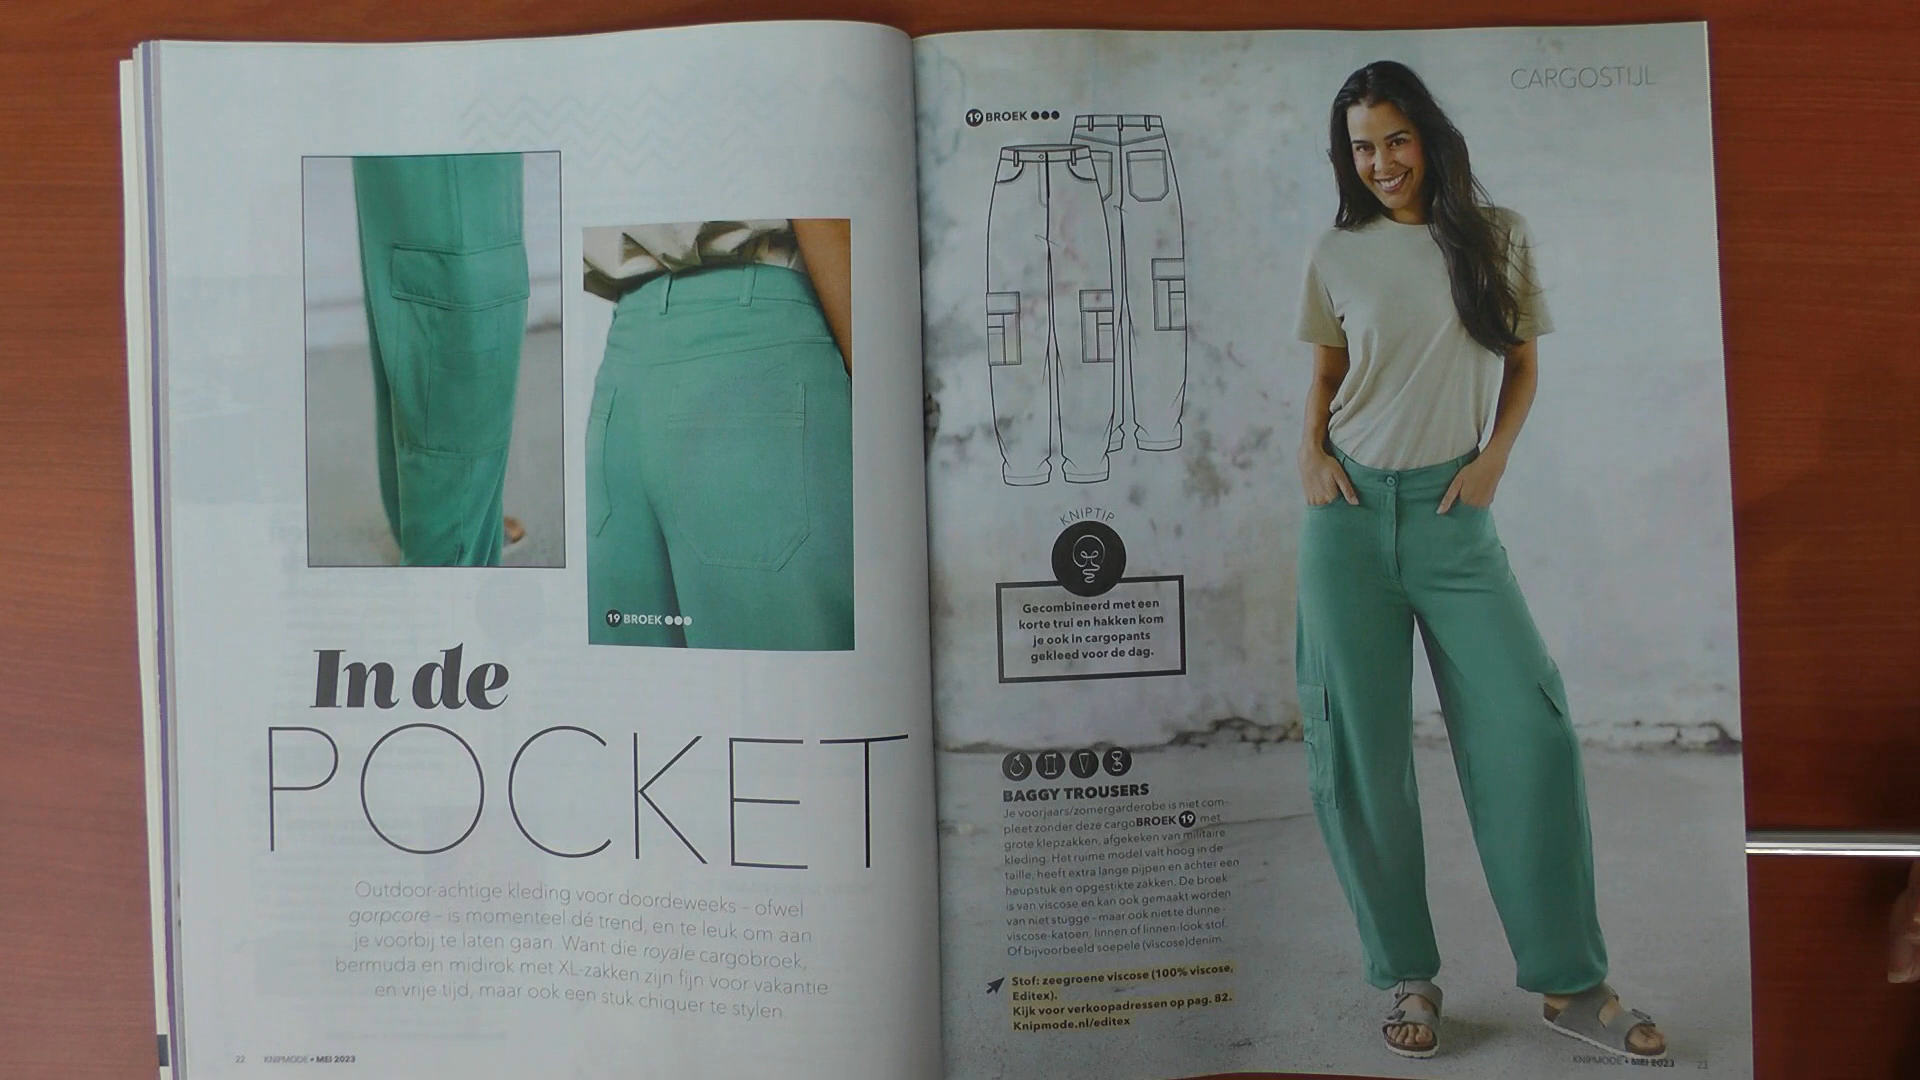 19 BROEK
In de
POCKET
Outdoor-achtige kleding voor doordeweeks – ofwel
gorpcore – is momenteel dé trend, en te leuk om aan
je voorbij te laten gaan. Want die royale cargobroek,
bermuda en midirok met XL-zakken zijn fijn voor vakantie
en vrije tijd, maar ook een stuk chiquer te stylen.
22 KNIPMODE • MEI 2023
CARGOSTIJL
19 BROEK
KNIPTIP
Gecombineerd met een
korte trui en hakken kom
je ook in cargopants
gekleed voor de dag.
BAGGY TROUSERS
Je voorjaars/zomergarderobe is niet com-
pleet zonder deze cargoBROEK 19 met
grote klepzakken, afgekeken van militaire
kleding. Het ruime model valt hoog in de
taille, heeft extra lange pijpen en achter een
heupstuk en opgestikte zakken. De broek
is van viscose en kan ook gemaakt worden
van niet stugge - maar ook niet te dunne -
viscose-katoen, linnen of linnen-look stof.
Of bijvoorbeeld soepele (viscose)denim.
Stof: zeegroene viscose (100% viscose,
Editex).
Kijk voor verkoopadressen op pag. 82.
Knipmode.nl/editex
KNIPMODE • MEI 2023 23